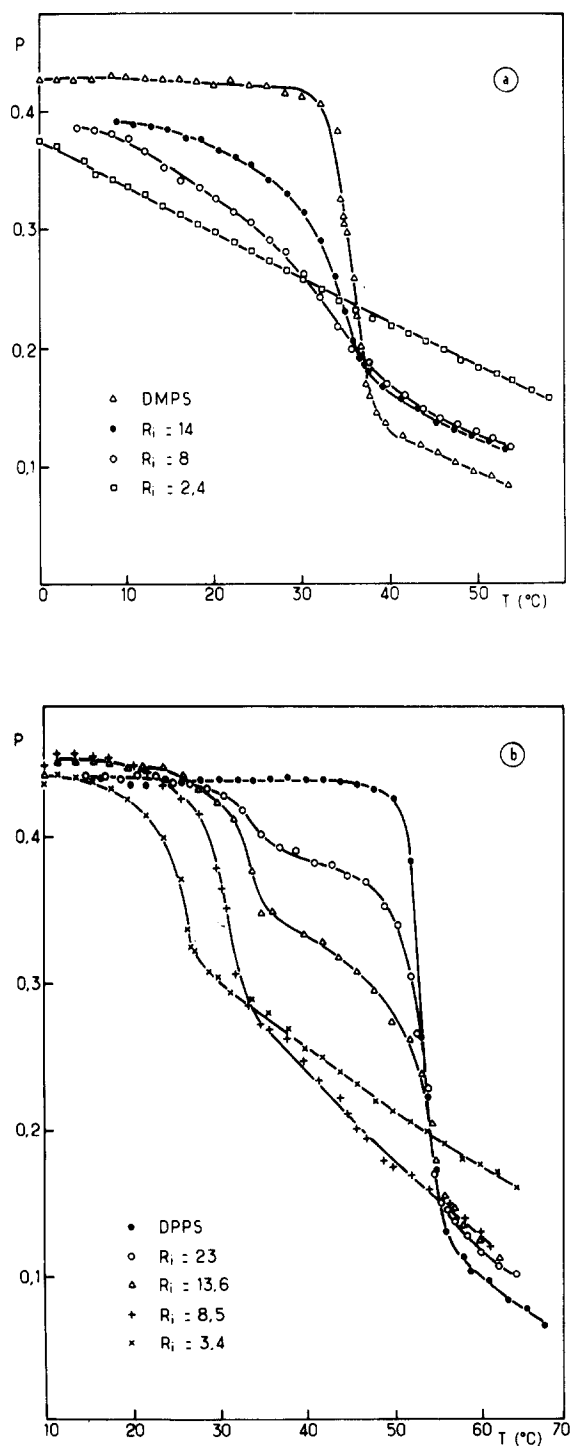 P
a
0,4
0,3
0,2
0,1
△ DMPS
● Ri = 14
○ Ri = 8
□ Ri = 2,4
0 10 20 30 40 50 T (°C)
P
b
0,4
0,3
0,2
0,1
● DPPS
○ Ri = 23
△ Ri = 13,6
+ Ri = 8,5
× Ri = 3,4
10 20 30 40 50 60 T (°C) 70